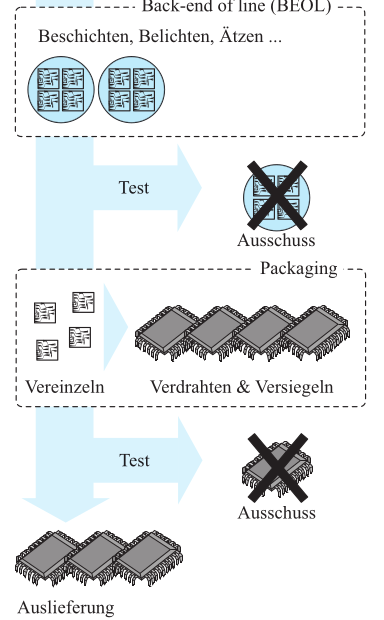 Back-end of line (BEOL)
Beschichten, Belichten, Ätzen ...
Test
Ausschuss
Packaging
Vereinzeln
Verdrahten & Versiegeln
Test
Ausschuss
Auslieferung